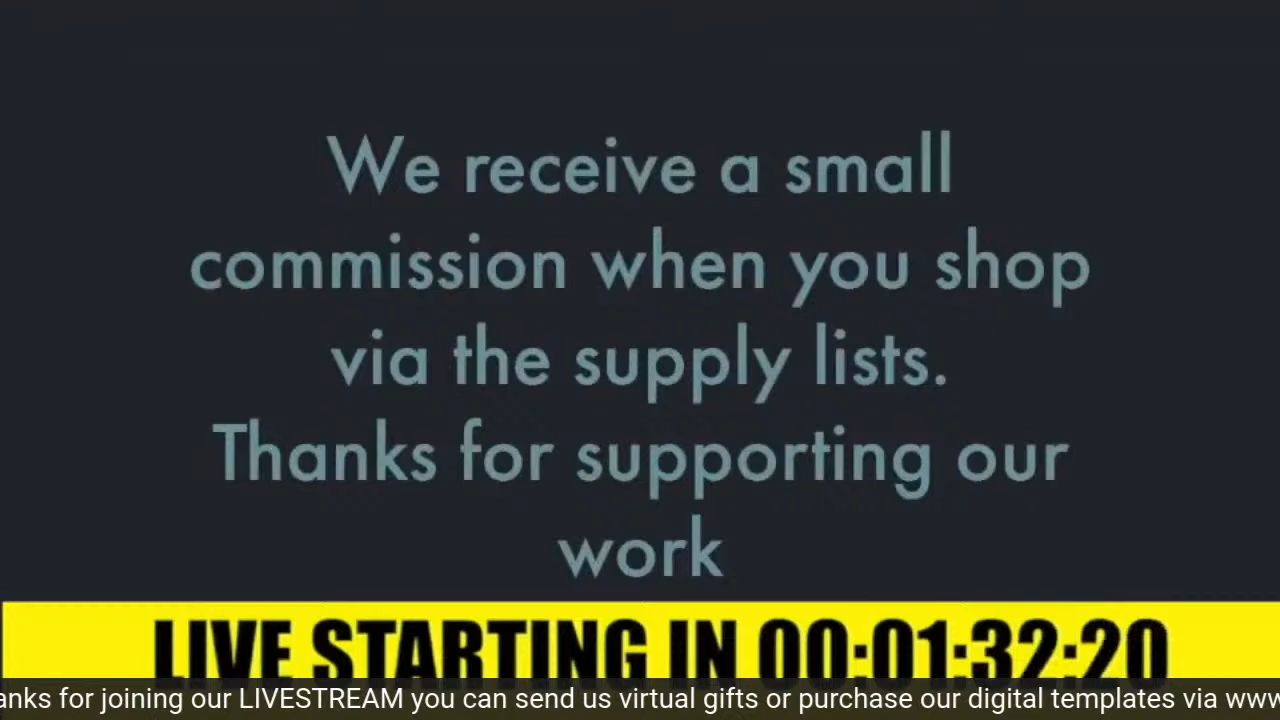 We receive a small
commission when you shop
via the supply lists.
Thanks for supporting our
work
LIVE STARTING IN 00:01:32:20
anks for joining our LIVESTREAM you can send us virtual gifts or purchase our digital templates via www